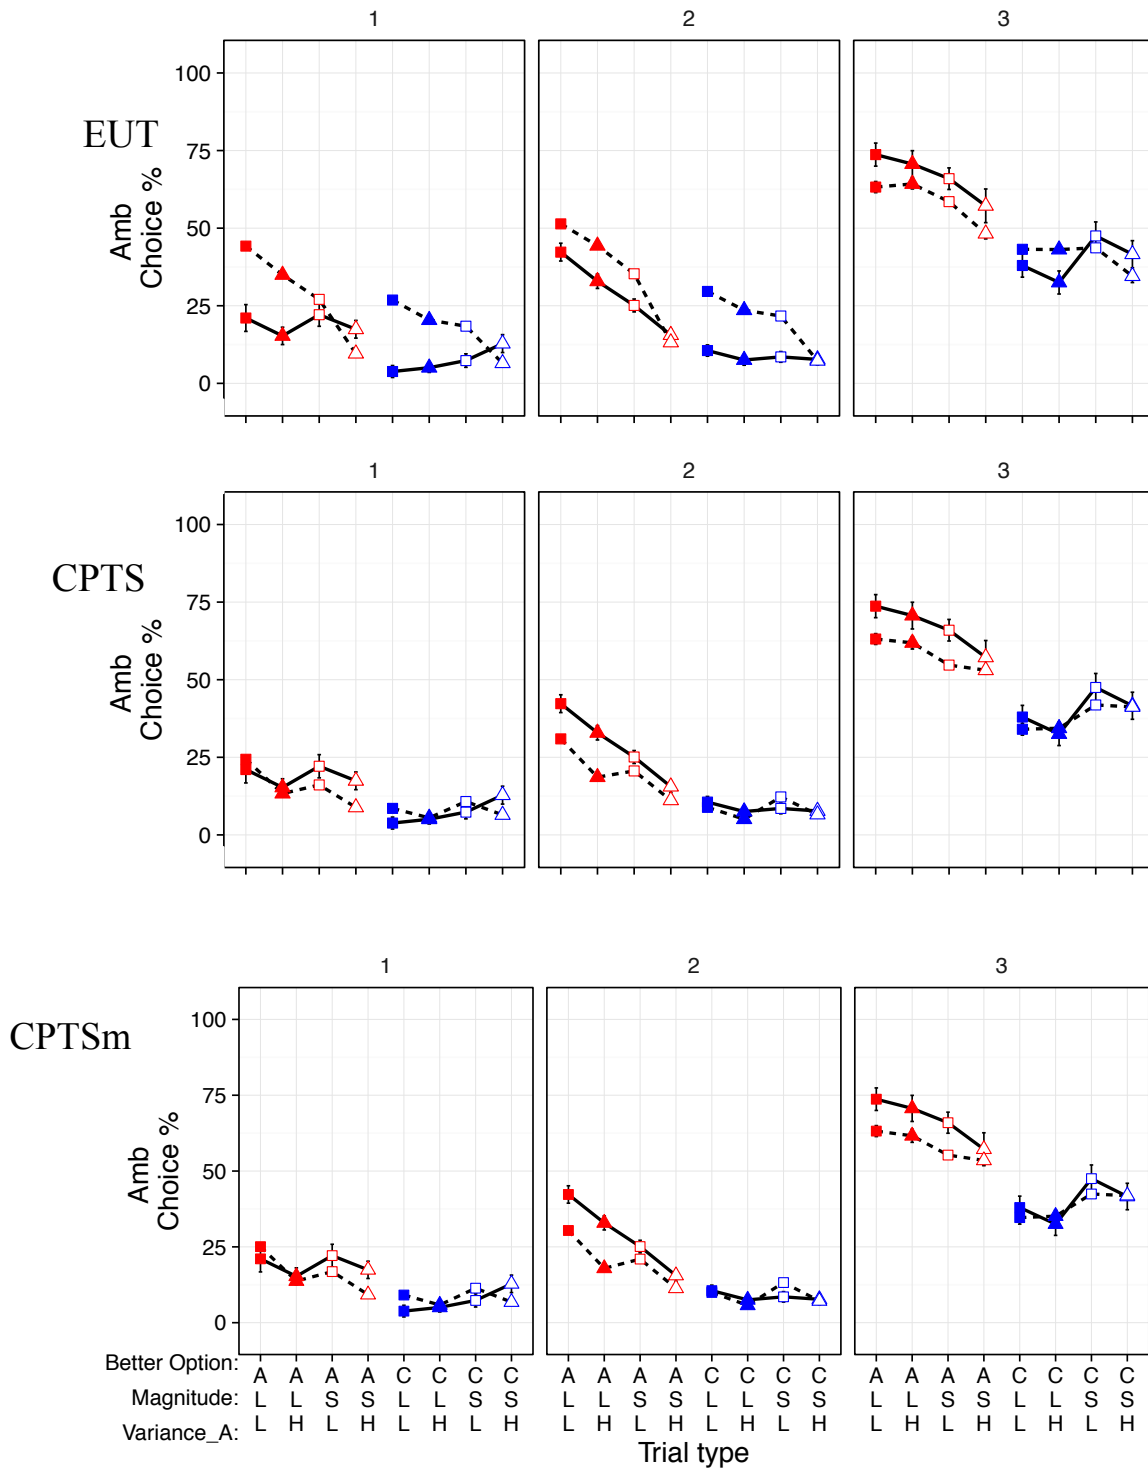 1 2 3
EUT
Amb
Choice %
100
75
50
25
0
1 2 3
CPTS
Amb
Choice %
100
75
50
25
0
1 2 3
CPTSm
Amb
Choice %
100
75
50
25
0
Better Option: A A A A C C C C A A A A C C C C A A A A C C C C
Magnitude: L L S S L L S S L L S S L L S S L L S S L L S S
Variance_A: L H L H L H L H L H L H L H L H L H L H L H L H
Trial type